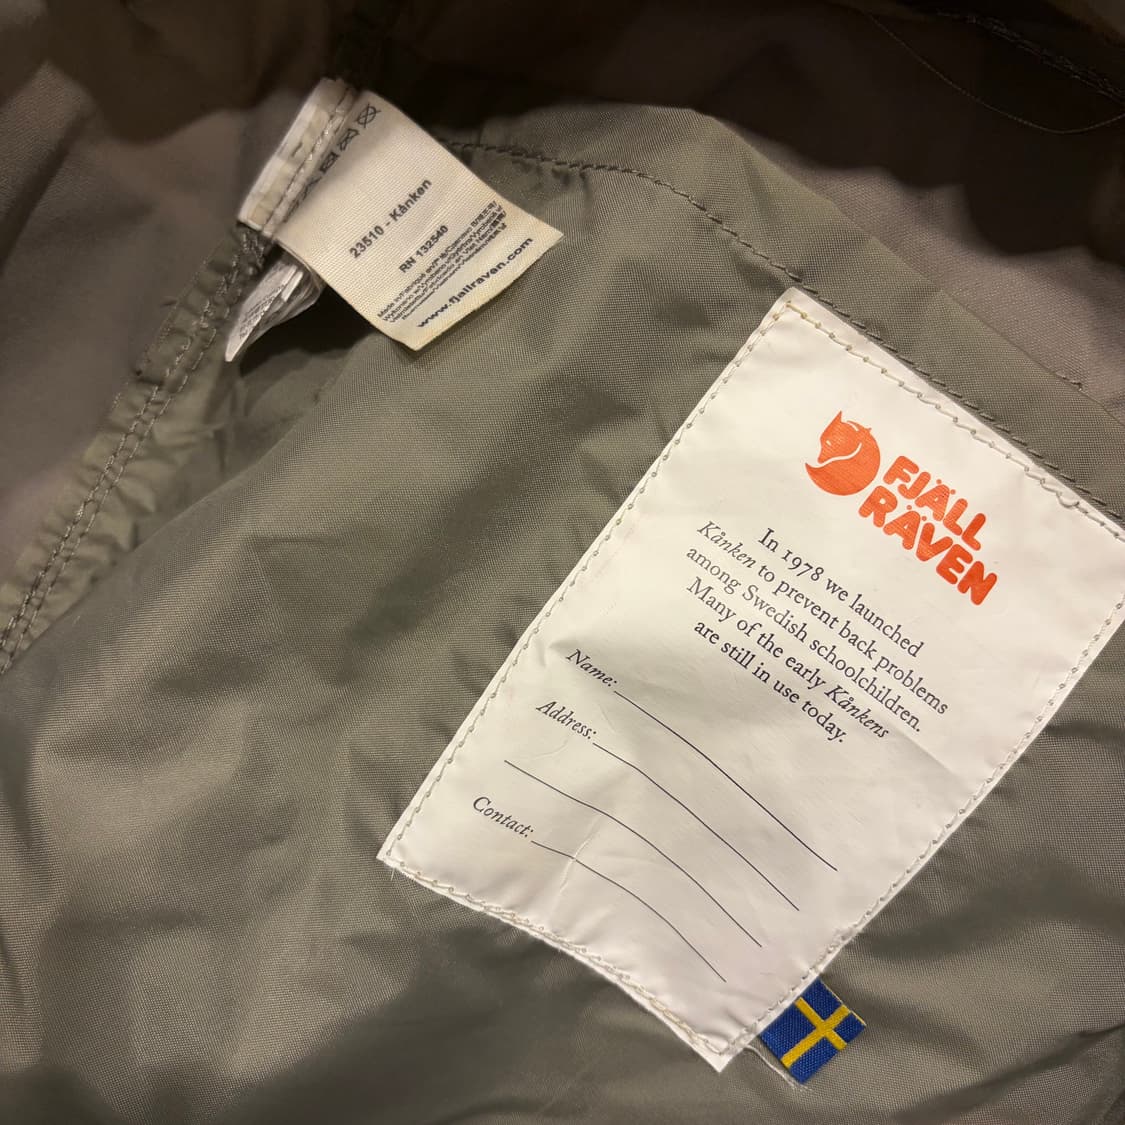 23510 - Kånken
RN 132540
www.fjallraven.com
FJÄLL
RÄVEN
In 1978 we launched
Kånken to prevent back problems
among Swedish schoolchildren.
Many of the early Kånkens
are still in use today.
Name:
Address:
Contact: